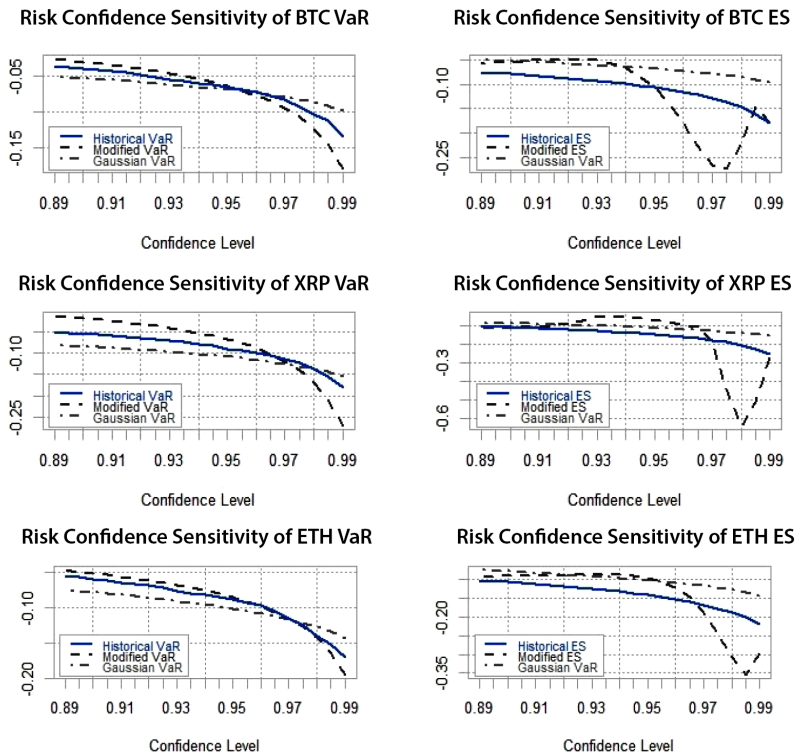 Risk Confidence Sensitivity of BTC VaR
-0.05
-0.15
Historical VaR
Modified VaR
Gaussian VaR
0.89 0.91 0.93 0.95 0.97 0.99
Confidence Level
Risk Confidence Sensitivity of BTC ES
-0.10
-0.25
Historical ES
Modified ES
Gaussian VaR
0.89 0.91 0.93 0.95 0.97 0.99
Confidence Level
Risk Confidence Sensitivity of XRP VaR
-0.10
-0.25
Historical VaR
Modified VaR
Gaussian VaR
0.89 0.91 0.93 0.95 0.97 0.99
Confidence Level
Risk Confidence Sensitivity of XRP ES
-0.3
-0.6
Historical ES
Modified ES
Gaussian VaR
0.89 0.91 0.93 0.95 0.97 0.99
Confidence Level
Risk Confidence Sensitivity of ETH VaR
-0.10
-0.20
Historical VaR
Modified VaR
Gaussian VaR
0.89 0.91 0.93 0.95 0.97 0.99
Confidence Level
Risk Confidence Sensitivity of ETH ES
-0.20
-0.35
Historical ES
Modified ES
Gaussian VaR
0.89 0.91 0.93 0.95 0.97 0.99
Confidence Level